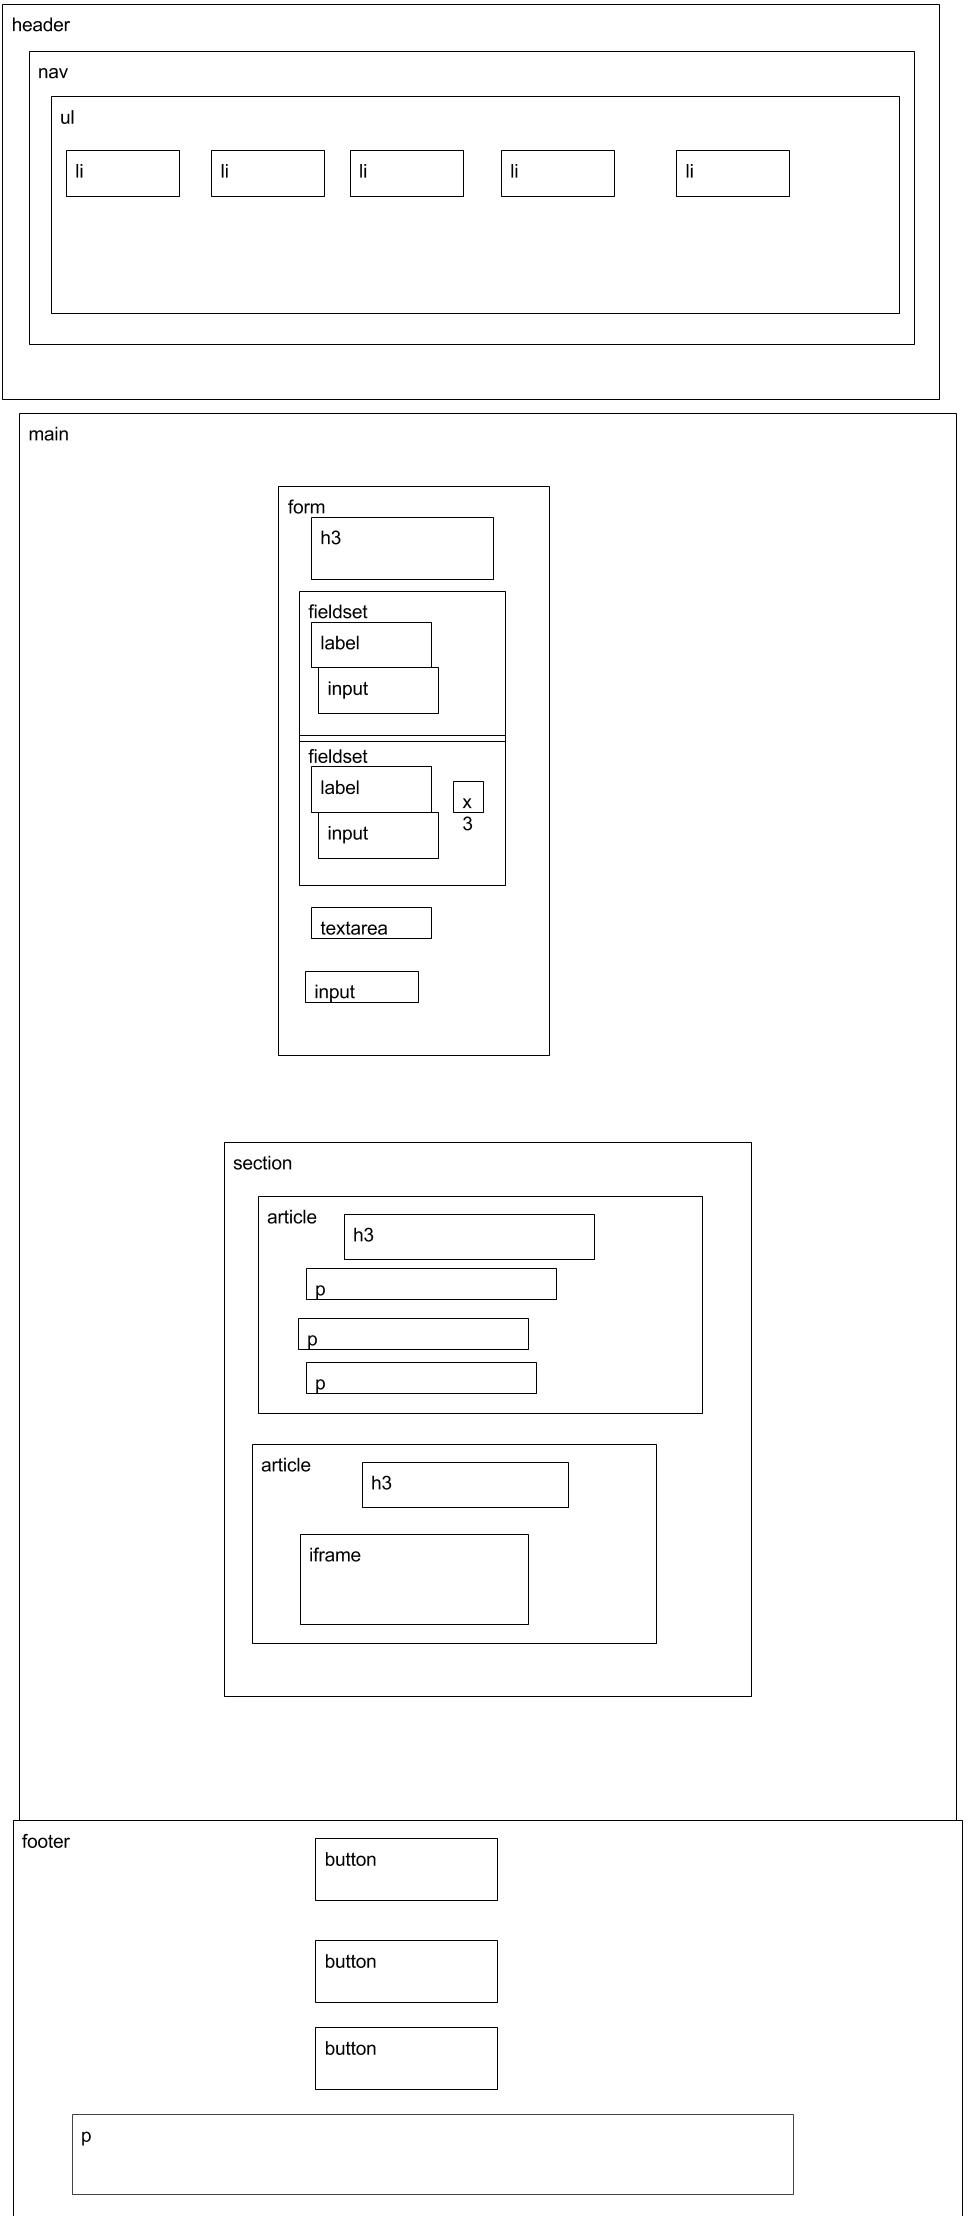 header
nav
ul
li li li li li
main
form
h3
fieldset
label
input
fieldset
label
x
3
input
textarea
input
section
article
h3
p
p
p
article
h3
iframe
footer
button
button
button
p